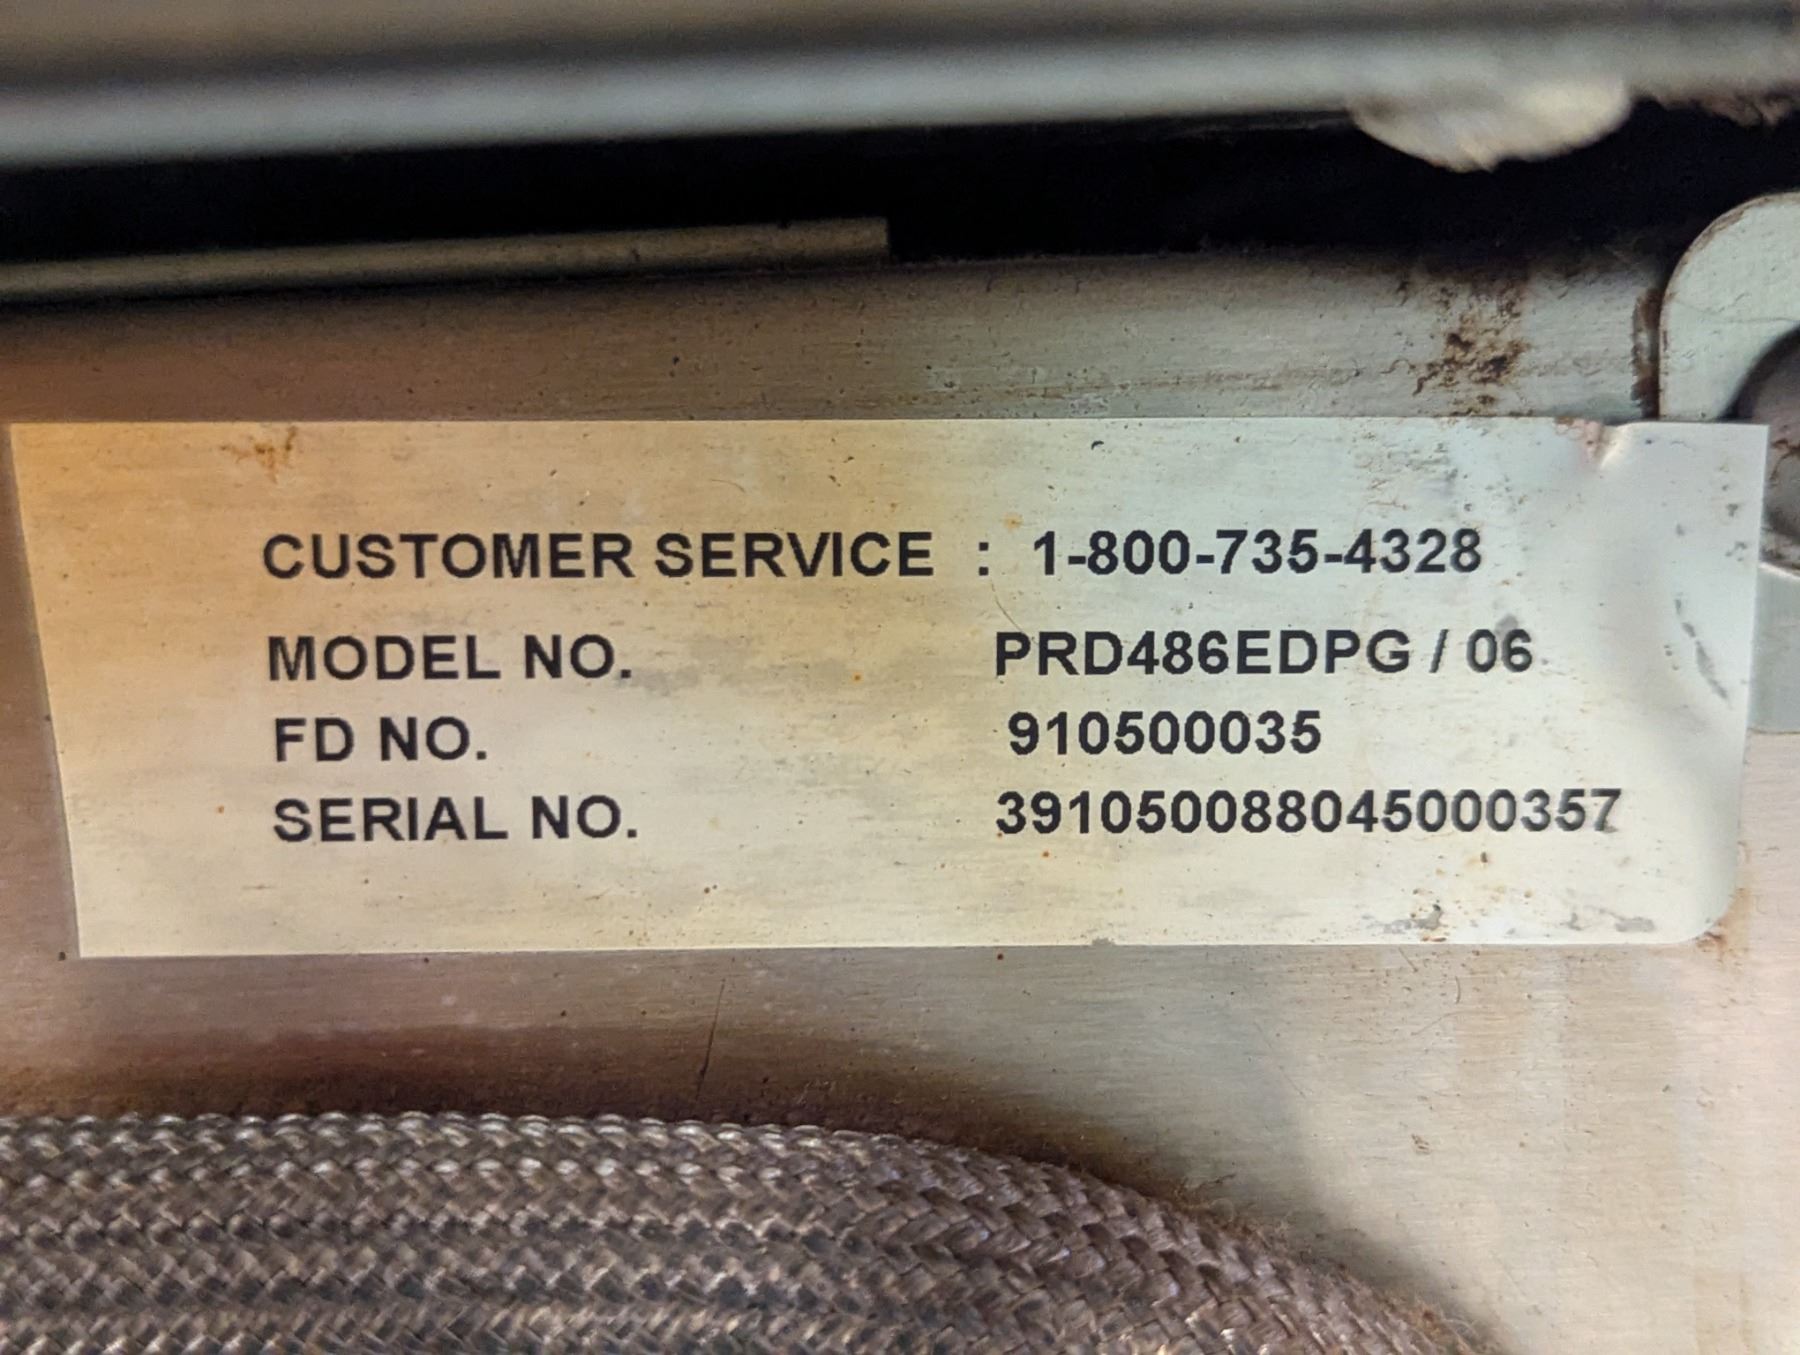 CUSTOMER SERVICE : 1-800-735-4328
MODEL NO. PRD486EDPG / 06
FD NO. 910500035
SERIAL NO. 391050088045000357